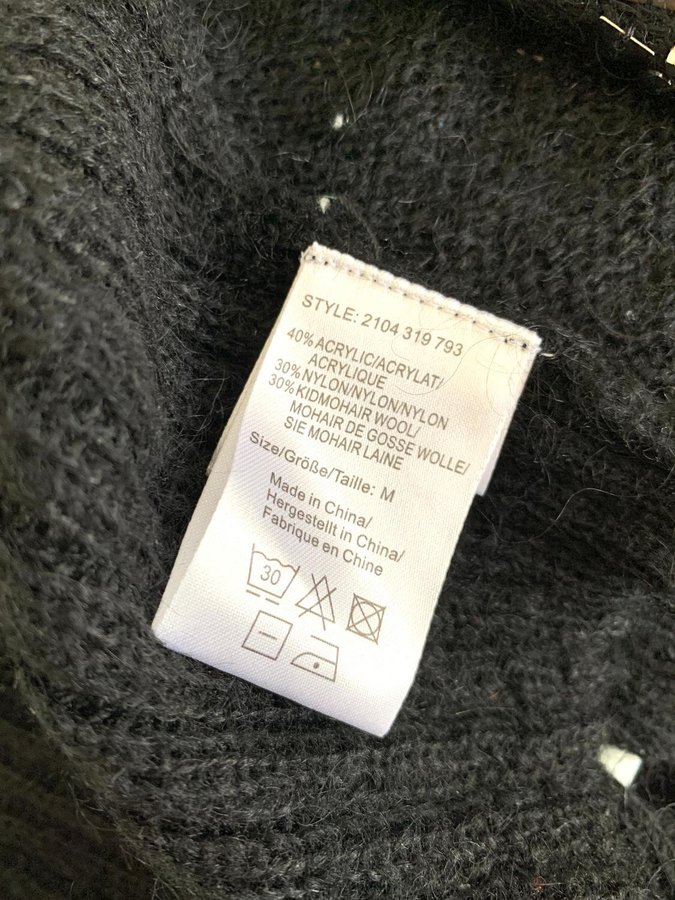 STYLE: 2104 319 793
40% ACRYLIC/ACRYLAT/
ACRYLIQUE
30% NYLON/NYLON/NYLON
30% KIDMOHAIR WOOL/
MOHAIR DE GOSSE WOLLE/
SIE MOHAIR LAINE
Size/Größe/Taille: M
Made in China/
Hergestellt in China/
Fabrique en Chine
30